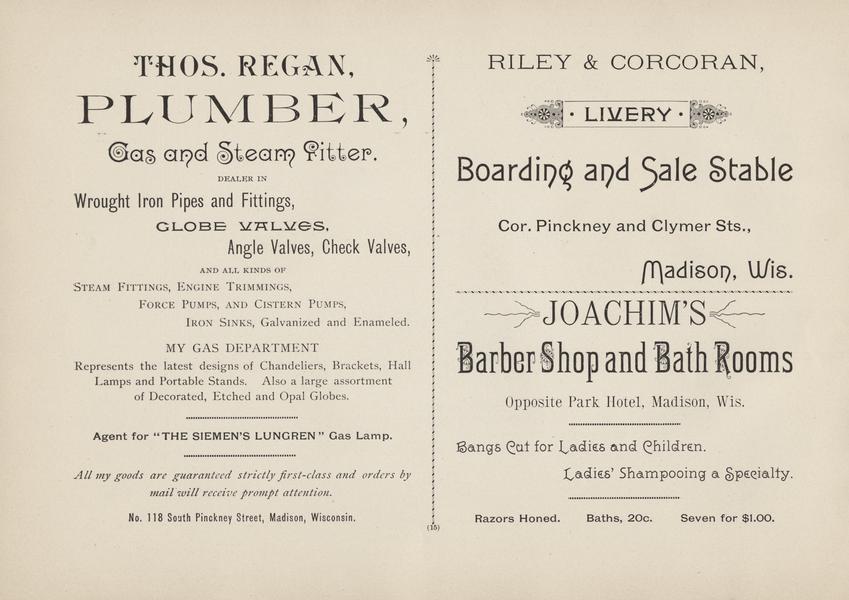 THOS. REGAN,
PLUMBER,
Gas and Steam Fitter.
DEALER IN
Wrought Iron Pipes and Fittings,
GLOBE VALVES,
Angle Valves, Check Valves,
AND ALL KINDS OF
STEAM FITTINGS, ENGINE TRIMMINGS,
FORCE PUMPS, AND CISTERN PUMPS,
IRON SINKS, Galvanized and Enameled.
MY GAS DEPARTMENT
Represents the latest designs of Chandeliers, Brackets, Hall
Lamps and Portable Stands. Also a large assortment
of Decorated, Etched and Opal Globes.
Agent for "THE SIEMEN'S LUNGREN" Gas Lamp.
All my goods are guaranteed strictly first-class and orders by
mail will receive prompt attention.
No. 118 South Pinckney Street, Madison, Wisconsin.
(15)
RILEY & CORCORAN,
· LIVERY ·
Boarding and Sale Stable
Cor. Pinckney and Clymer Sts.,
Madison, Wis.
JOACHIM'S
Barber Shop and Bath Rooms
Opposite Park Hotel, Madison, Wis.
Bangs Cut for Ladies and Children.
Ladies' Shampooing a Specialty.
Razors Honed. Baths, 20c. Seven for $1.00.